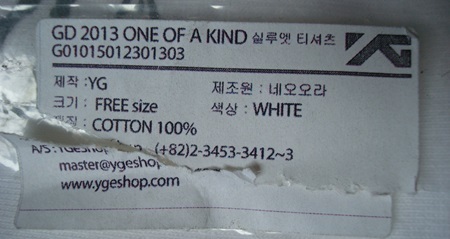 GD 2013 ONE OF A KIND 실루엣 티셔츠
G01015012301303
제작 : YG 제조원 : 네오오라
크기 : FREE size 색상 : WHITE
COTTON 100%
A/S : (+82)2-3453-3412~3
master@ygeshop
www.ygeshop.com